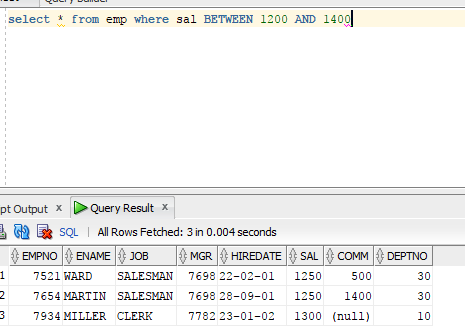 Query Builder
select * from emp where sal BETWEEN 1200 AND 1400
pt Output x Query Result x
SQL | All Rows Fetched: 3 in 0.004 seconds
EMPNO ENAME JOB MGR HIREDATE SAL COMM DEPTNO
1 7521 WARD SALESMAN 7698 22-02-01 1250 500 30
2 7654 MARTIN SALESMAN 7698 28-09-01 1250 1400 30
3 7934 MILLER CLERK 7782 23-01-02 1300 (null) 10